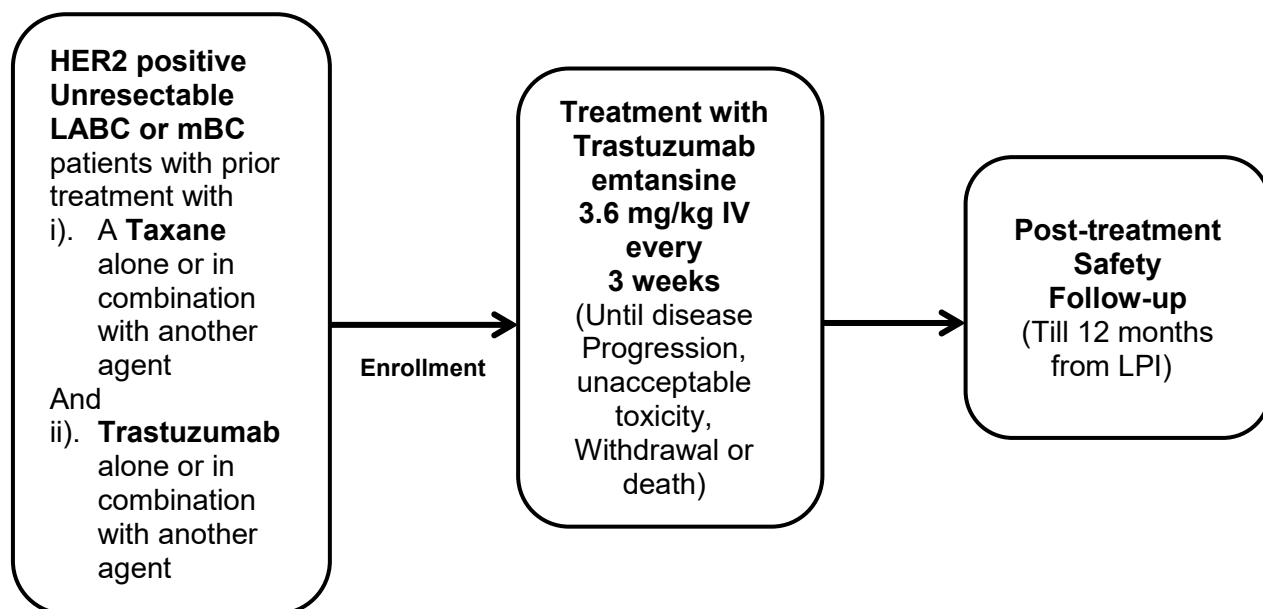 HER2 positive
Unresectable
LABC or mBC
patients with prior
treatment with
i). A Taxane
alone or in
combination
with another
agent
And
ii). Trastuzumab
alone or in
combination
with another
agent
Enrollment
Treatment with
Trastuzumab
emtansine
3.6 mg/kg IV
every
3 weeks
(Until disease
Progression,
unacceptable
toxicity,
Withdrawal or
death)
Post-treatment
Safety
Follow-up
(Till 12 months
from LPI)